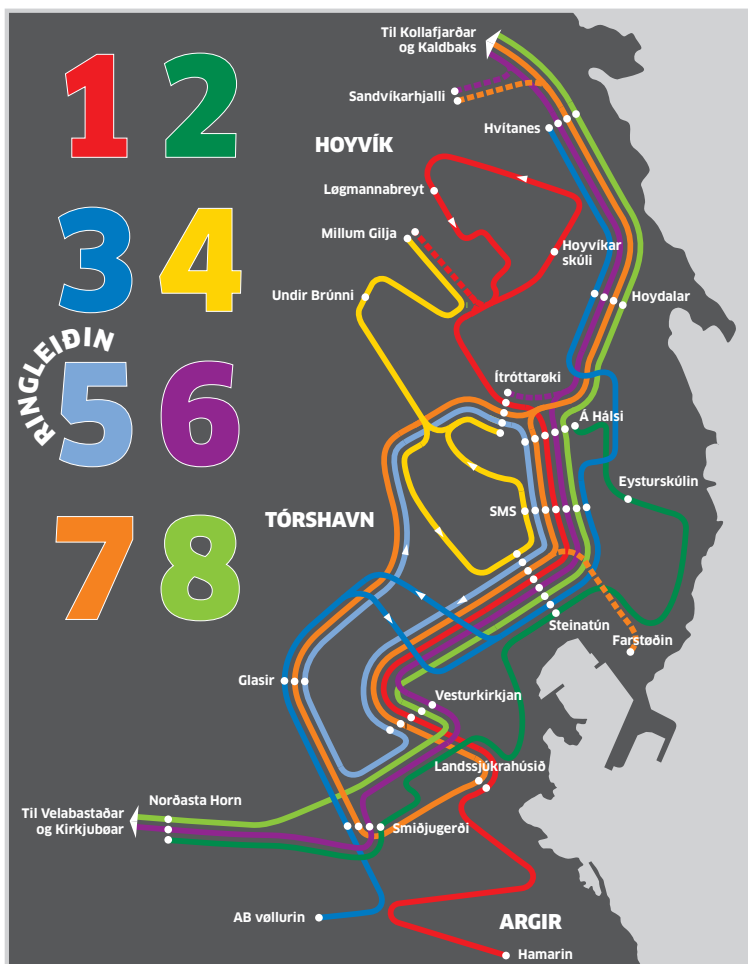 Til Kollafjarðar
og Kaldbaks
1
2
Sandvíkarhjalli
Hvítanes
HOYVÍK
Løgmannabreyt
3
4
Millum Gilja
Hoyvíkar
skúli
Undir Brúnni
Hoydalar
RINGLEIÐIN
5
6
Ítróttarøki
Á Hálsi
Eysturskúlin
SMS
TÓRSHAVN
7
8
Steinatún
Farstøðin
Glasir
Vesturkirkjan
Landssjúkrahúsið
Norðasta Horn
Til Velabastaðar
og Kirkjubøar
Smiðjugerði
AB vøllurin
ARGIR
Hamarin